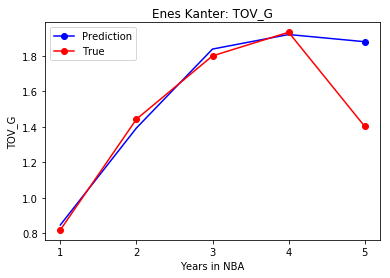 Enes Kanter: TOV_G
Prediction
True
TOV_G
1.8
1.6
1.4
1.2
1.0
0.8
1 2 3 4 5
Years in NBA